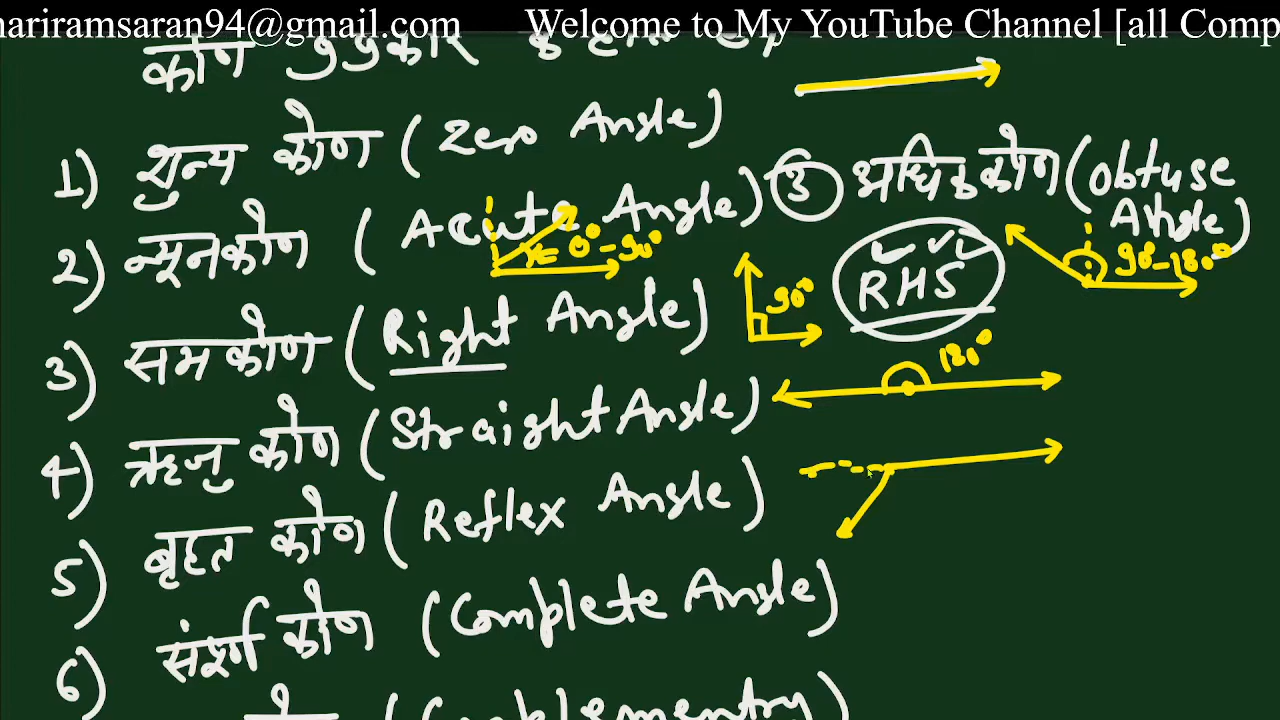 hariramsaran94@gmail.com Welcome to My YouTube Channel [all Comp
कोण
1) शुन्य कोण (Zero Angle)
2) न्यूनकोण (Acute Angle)
x= 0°-90°
③ अधिक कोण (obtuse Angle)
90°-180°
3) समकोण (Right Angle)
90°
RHS
4) ऋजु कोण (Straight Angle)
180°
5) बृहत कोण (Reflex Angle)
6) संपूर्ण कोण (Complete Angle)
(Complementry)